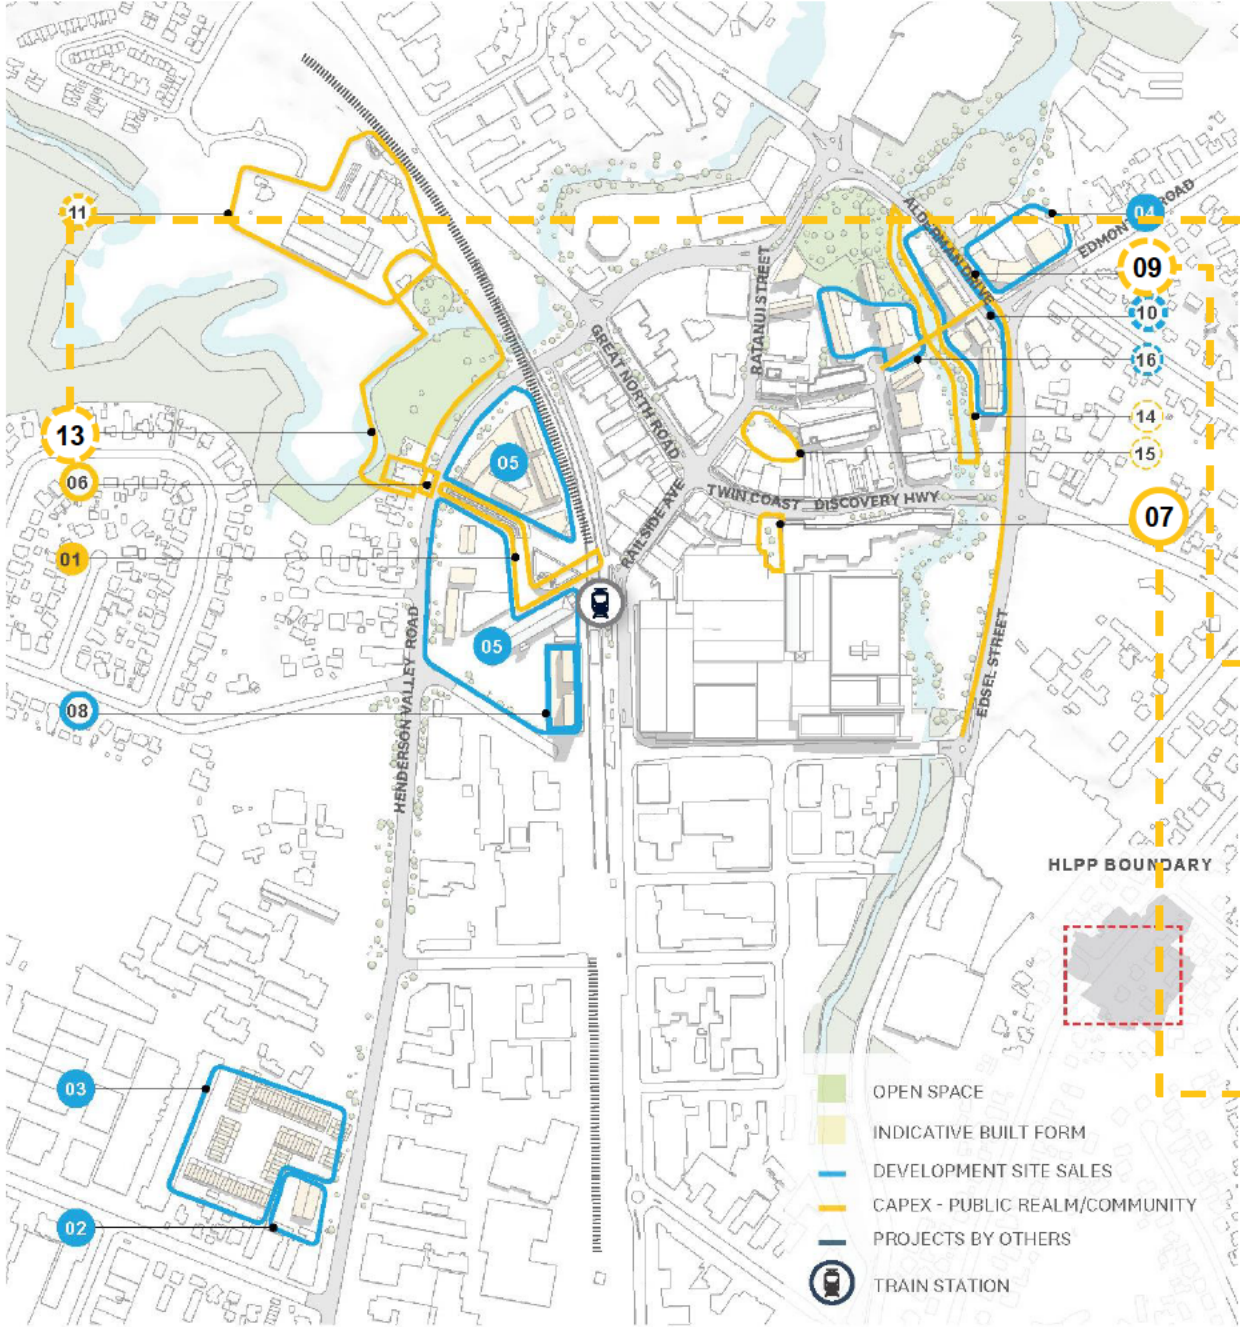 11
04
EDMONTON ROAD
ALDERMAN DRIVE
09
10
16
RATANUI STREET
GREAT NORTH ROAD
13
14
15
05
06
TWIN COAST DISCOVERY HWY
07
RAILSIDE AVE
01
05
EDSEL STREET
HENDERSON VALLEY ROAD
08
HLPP BOUNDARY
03
02
OPEN SPACE
INDICATIVE BUILT FORM
DEVELOPMENT SITE SALES
CAPEX - PUBLIC REALM/COMMUNITY
PROJECTS BY OTHERS
TRAIN STATION